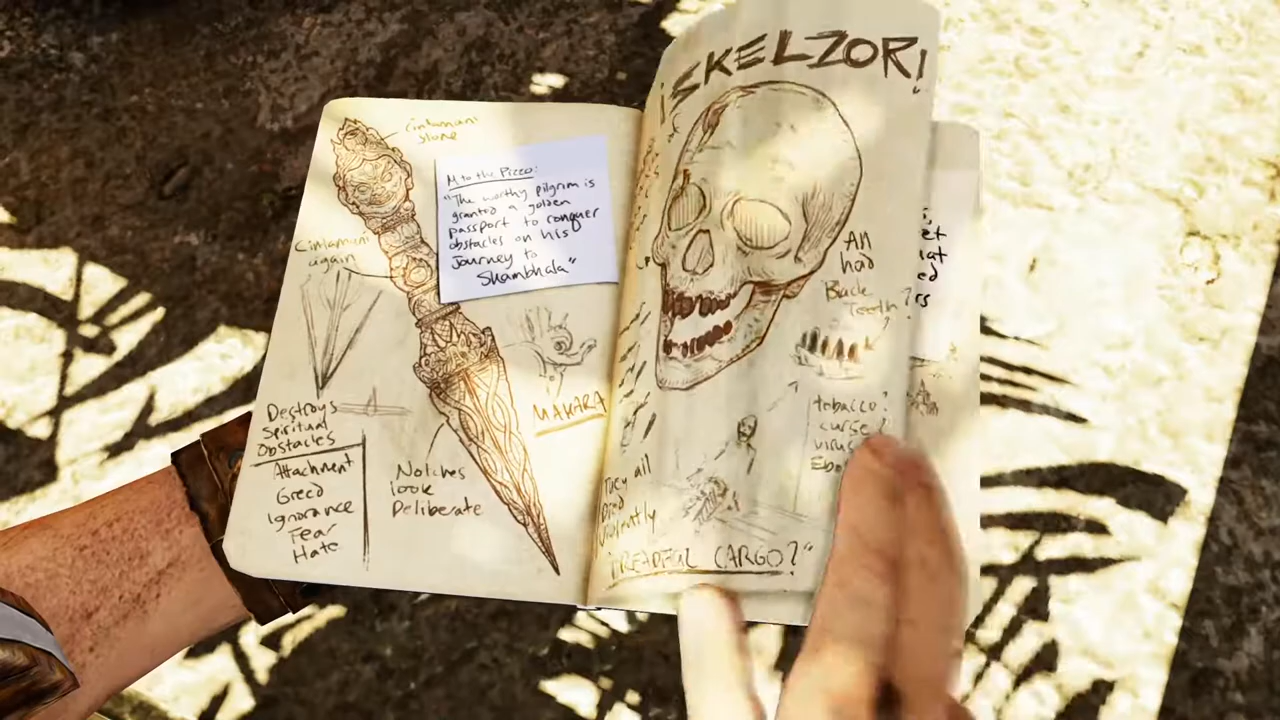 Cintamani
stone
M to the Pizzo:
"The worthy pilgrim is
granted a golden
passport to conquer
obstacles on his
Journey to
Shambhala"
Cintamani
again
MAKARA
Destroys
Spiritual
Obstacles
Attachment
Greed
Ignorance
Fear
Hate
Notches
look
Deliberate
¡SKELZOR!
All
had
Black
Teeth?
tobacco?
curse?
virus
They all
Died
Violently
"DREADFUL CARGO?"